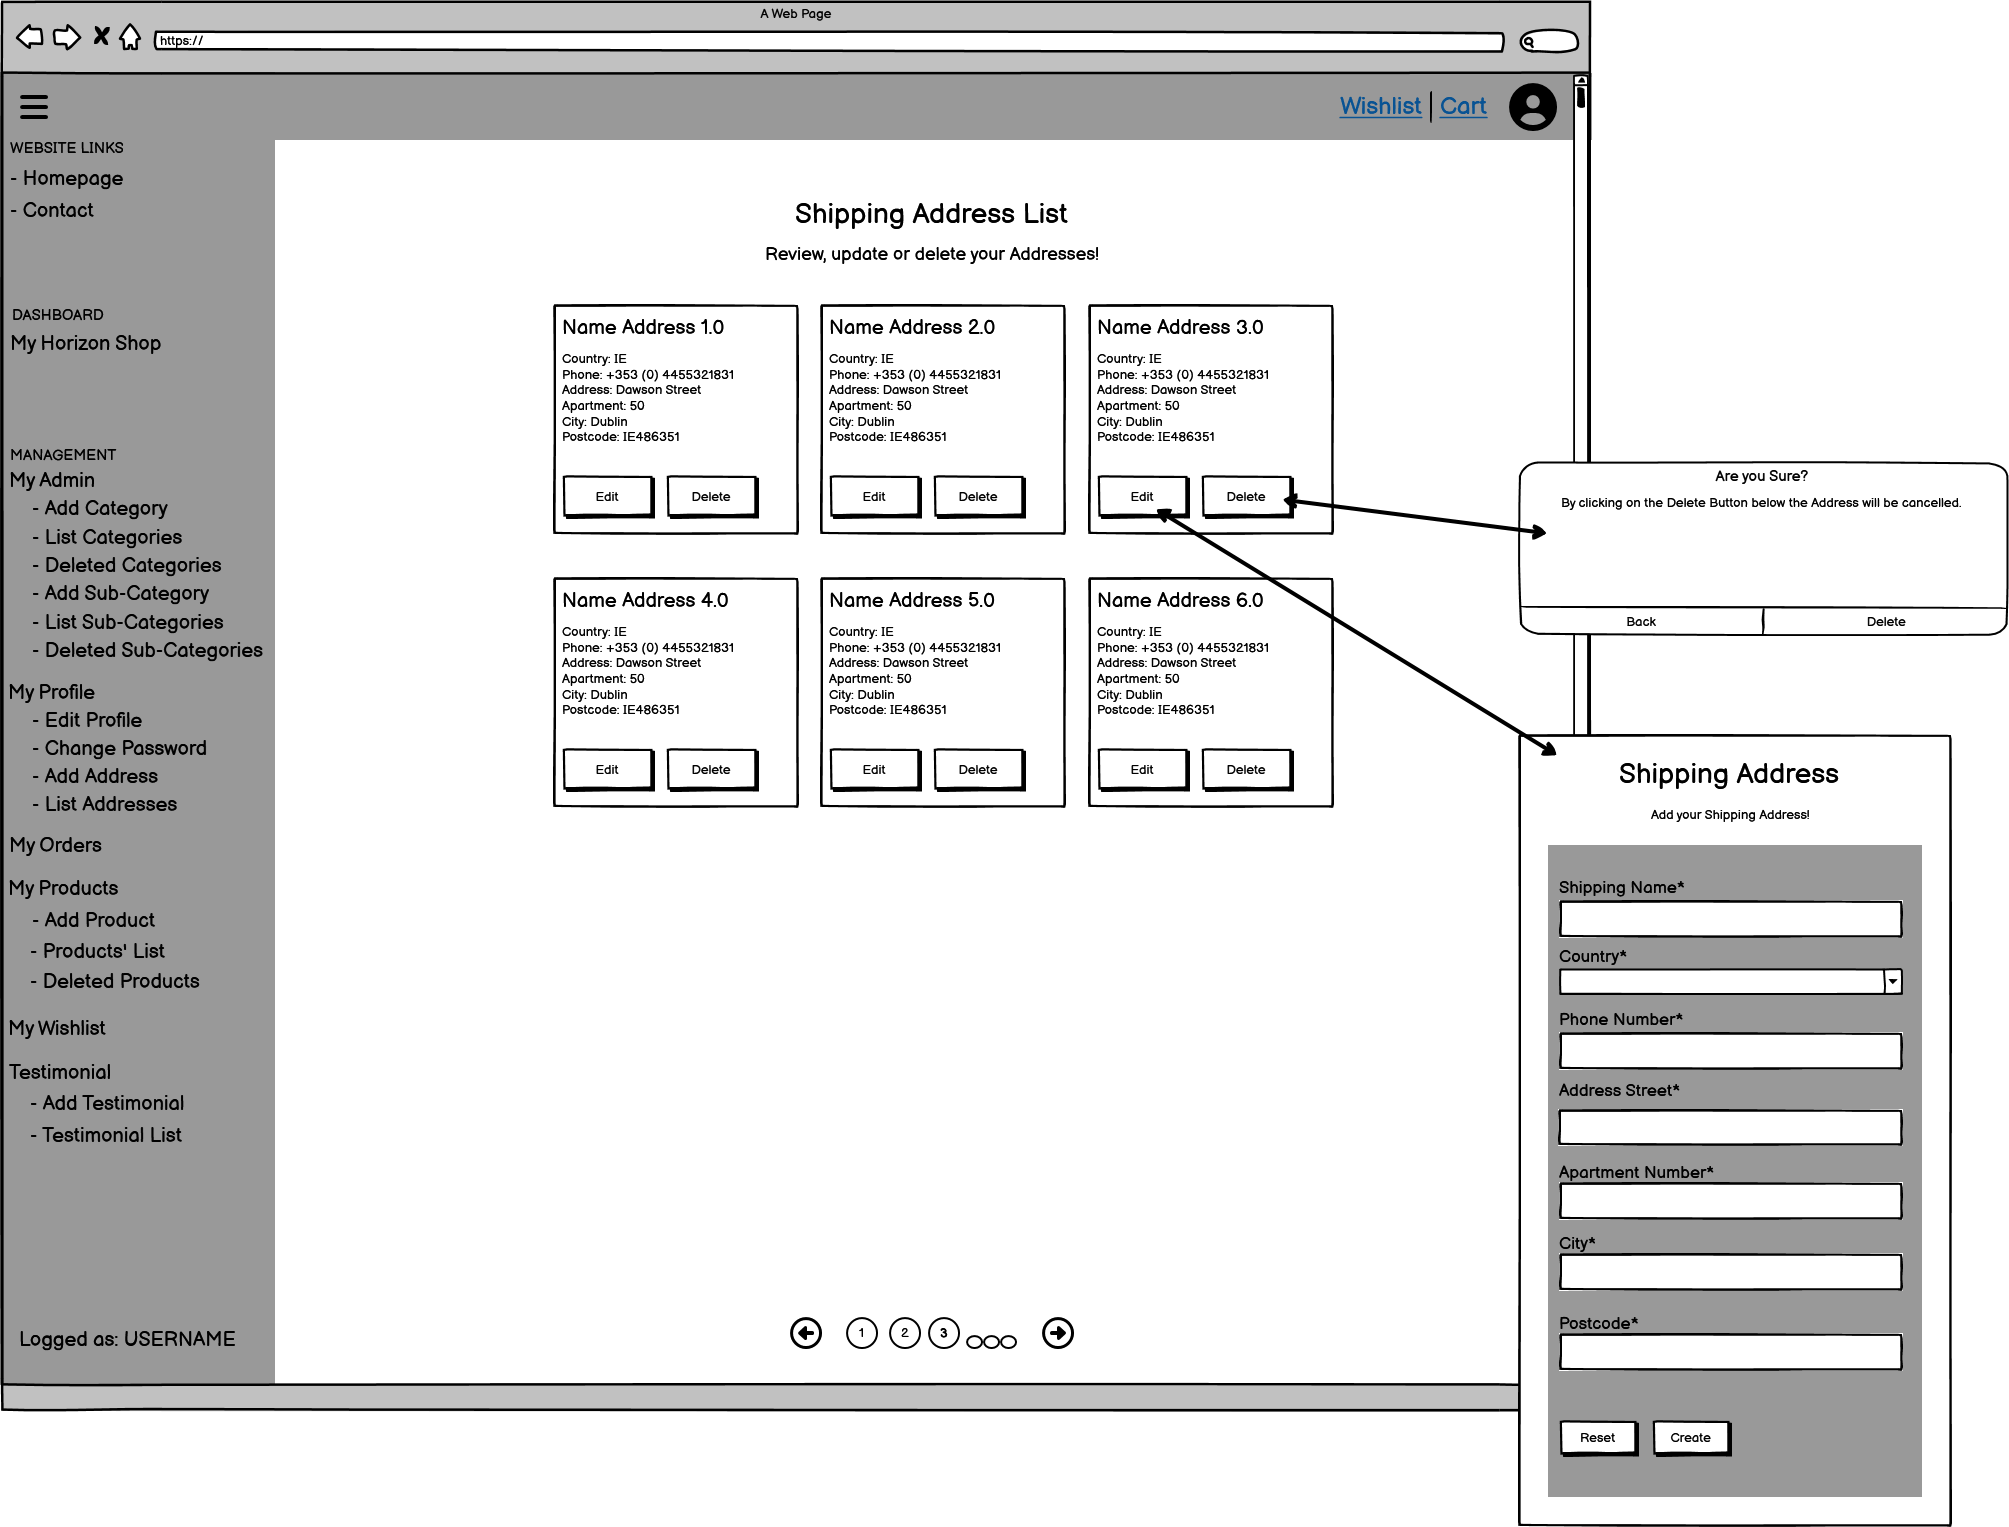 A Web Page
https://
Wishlist | Cart
WEBSITE LINKS
- Homepage
- Contact
DASHBOARD
My Horizon Shop
MANAGEMENT
My Admin
- Add Category
- List Categories
- Deleted Categories
- Add Sub-Category
- List Sub-Categories
- Deleted Sub-Categories
My Profile
- Edit Profile
- Change Password
- Add Address
- List Addresses
My Orders
My Products
- Add Product
- Products' List
- Deleted Products
My Wishlist
Testimonial
- Add Testimonial
- Testimonial List
Logged as: USERNAME
Shipping Address List
Review, update or delete your Addresses!
Name Address 1.0
Country: IE
Phone: +353 (0) 4455321831
Address: Dawson Street
Apartment: 50
City: Dublin
Postcode: IE486351
Edit
Delete
Name Address 2.0
Country: IE
Phone: +353 (0) 4455321831
Address: Dawson Street
Apartment: 50
City: Dublin
Postcode: IE486351
Edit
Delete
Name Address 3.0
Country: IE
Phone: +353 (0) 4455321831
Address: Dawson Street
Apartment: 50
City: Dublin
Postcode: IE486351
Edit
Delete
Name Address 4.0
Country: IE
Phone: +353 (0) 4455321831
Address: Dawson Street
Apartment: 50
City: Dublin
Postcode: IE486351
Edit
Delete
Name Address 5.0
Country: IE
Phone: +353 (0) 4455321831
Address: Dawson Street
Apartment: 50
City: Dublin
Postcode: IE486351
Edit
Delete
Name Address 6.0
Country: IE
Phone: +353 (0) 4455321831
Address: Dawson Street
Apartment: 50
City: Dublin
Postcode: IE486351
Edit
Delete
1 2 3
Are you Sure?
By clicking on the Delete Button below the Address will be cancelled.
Back
Delete
Shipping Address
Add your Shipping Address!
Shipping Name*
Country*
Phone Number*
Address Street*
Apartment Number*
City*
Postcode*
Reset
Create